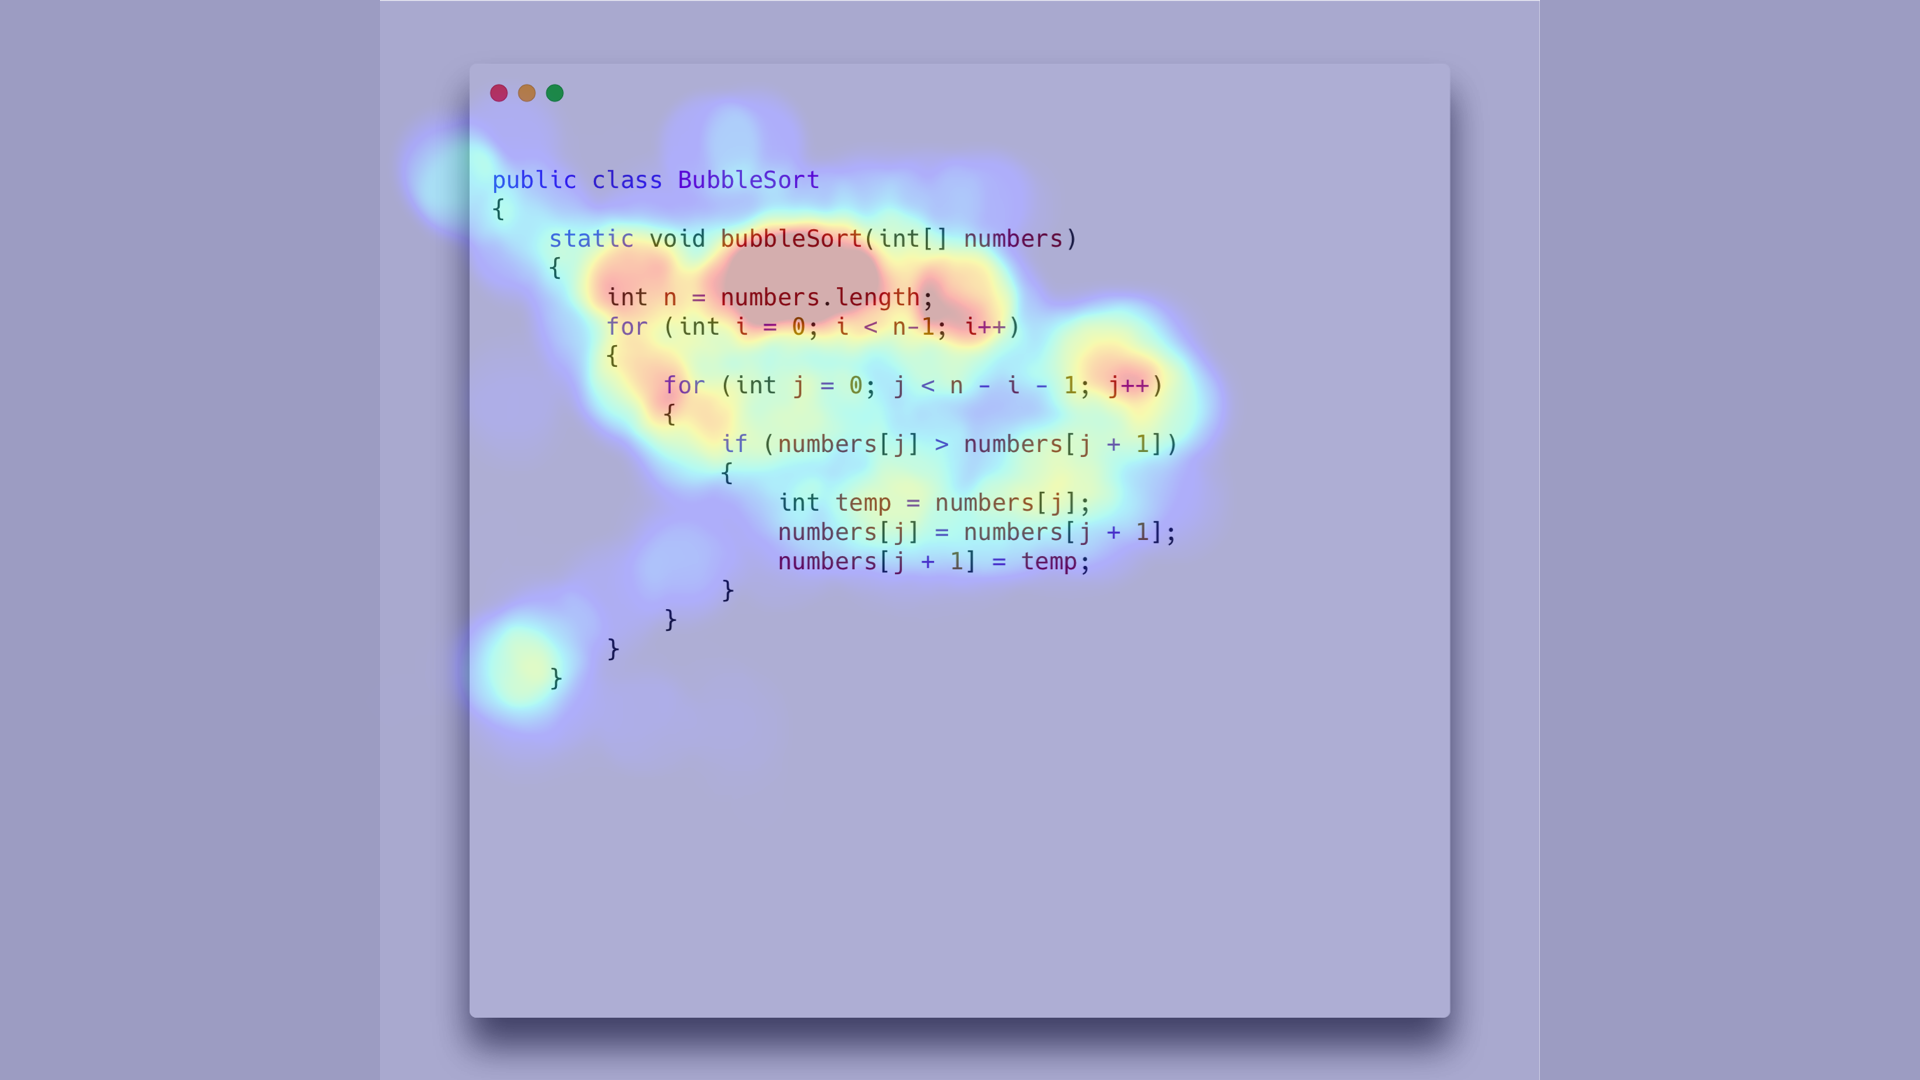 public class BubbleSort
{
    static void bubbleSort(int[] numbers)
    {
        int n = numbers.length;
        for (int i = 0; i < n-1; i++)
        {
            for (int j = 0; j < n - i - 1; j++)
            {
                if (numbers[j] > numbers[j + 1])
                {
                    int temp = numbers[j];
                    numbers[j] = numbers[j + 1];
                    numbers[j + 1] = temp;
                }
            }
        }
    }